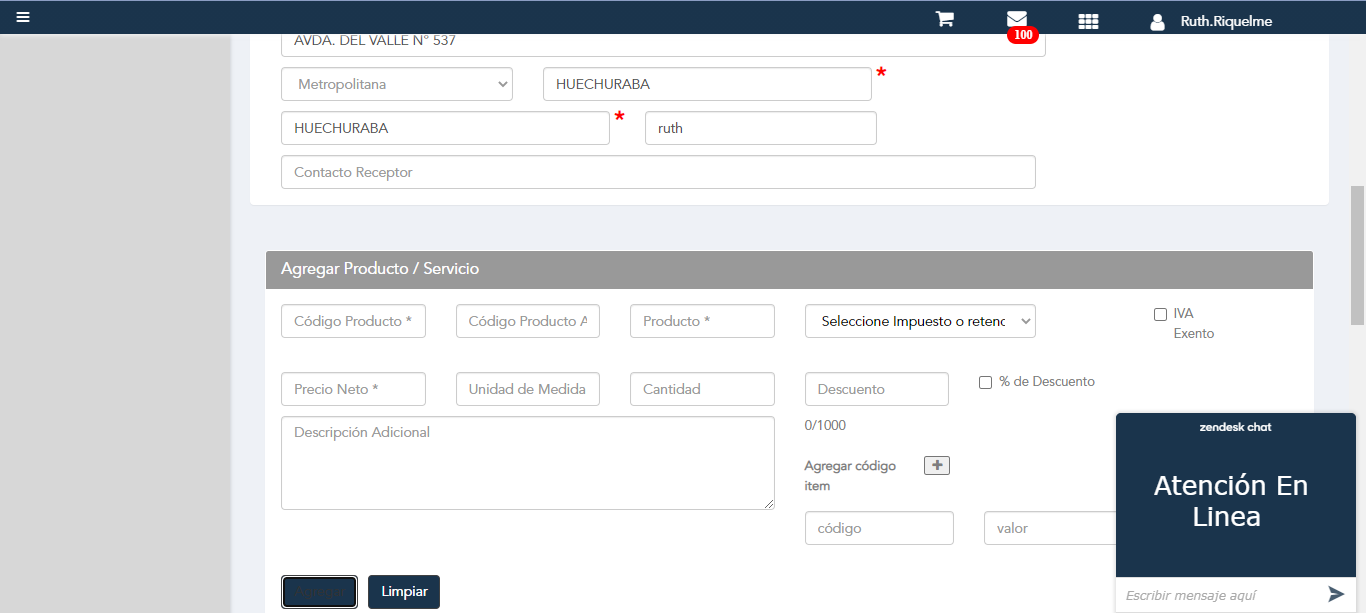 Ruth.Riquelme
100
AVDA. DEL VALLE N° 537
Metropolitana
HUECHURABA
*
HUECHURABA
*
ruth
Contacto Receptor
Agregar Producto / Servicio
Código Producto *
Código Producto A
Producto *
Seleccione Impuesto o retenc
IVA
Exento
Precio Neto *
Unidad de Medida
Cantidad
Descuento
% de Descuento
Descripción Adicional
0/1000
Agregar código
item
código
valor
Agregar
Limpiar
zendesk chat
Atención En
Linea
Escribir mensaje aquí